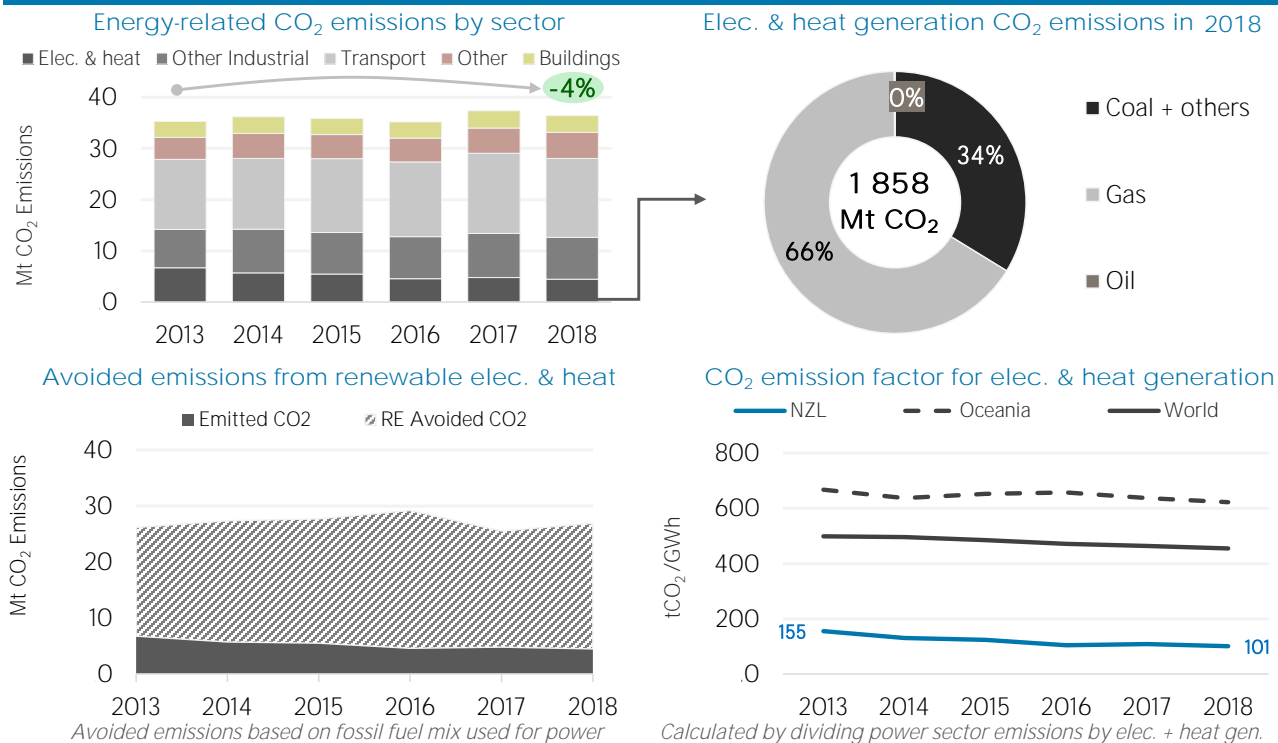 Energy-related CO₂ emissions by sector
Elec. & heat
Other Industrial
Transport
Other
Buildings
-4%
Mt CO₂ Emissions
40
30
20
10
0
2013 2014 2015 2016 2017 2018
Elec. & heat generation CO₂ emissions in 2018
0%
34%
66%
1 858
Mt CO₂
Coal + others
Gas
Oil
Avoided emissions from renewable elec. & heat
Emitted CO2
RE Avoided CO2
Mt CO₂ Emissions
40
30
20
10
0
2013 2014 2015 2016 2017 2018
Avoided emissions based on fossil fuel mix used for power
CO₂ emission factor for elec. & heat generation
NZL
Oceania
World
tCO₂/GWh
800
600
400
200
.0
155
101
2013 2014 2015 2016 2017 2018
Calculated by dividing power sector emissions by elec. + heat gen.